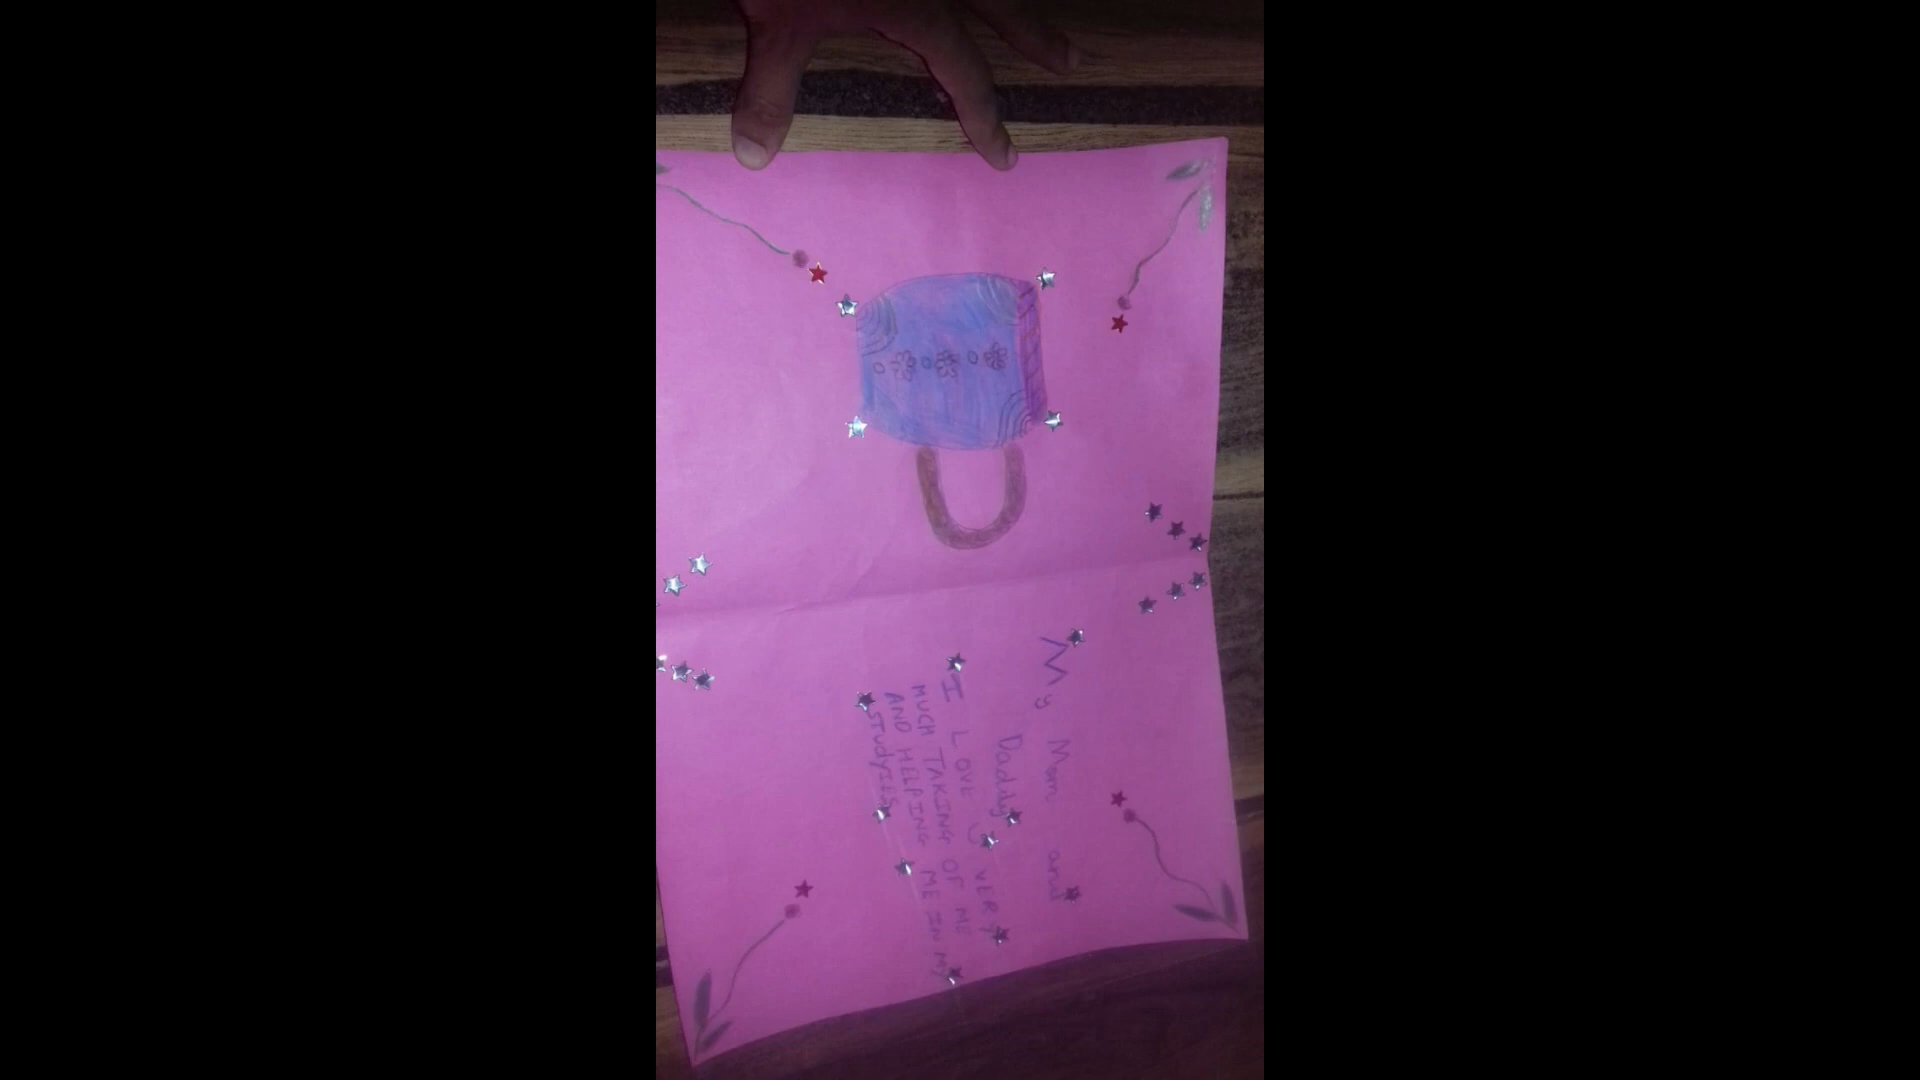 My Mom and
Daddy
I LOVE U VERY
MUCH TAKING OF ME
AND HELPING ME IN MY
STUDYIES